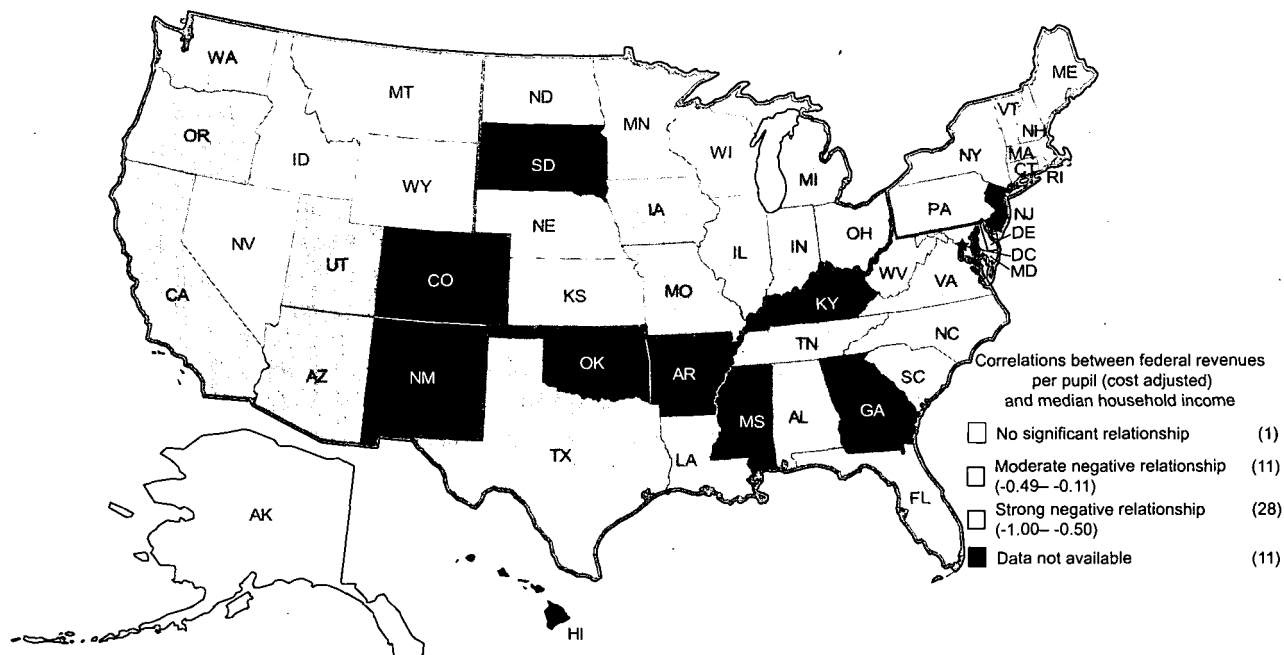 WA
MT
ND
MN
ME
VT
NH
OR
ID
SD
WI
NY
MA
CT
RI
WY
MI
IA
PA
NJ
NE
OH
DE
NV
UT
IL
IN
DC
MD
CO
WV
VA
CA
KS
MO
KY
NC
TN
AZ
NM
OK
AR
SC
MS
AL
GA
TX
LA
FL
AK
HI
Correlations between federal revenues
per pupil (cost adjusted)
and median household income
No significant relationship (1)
Moderate negative relationship (11)
(-0.49– -0.11)
Strong negative relationship (28)
(-1.00– -0.50)
Data not available (11)